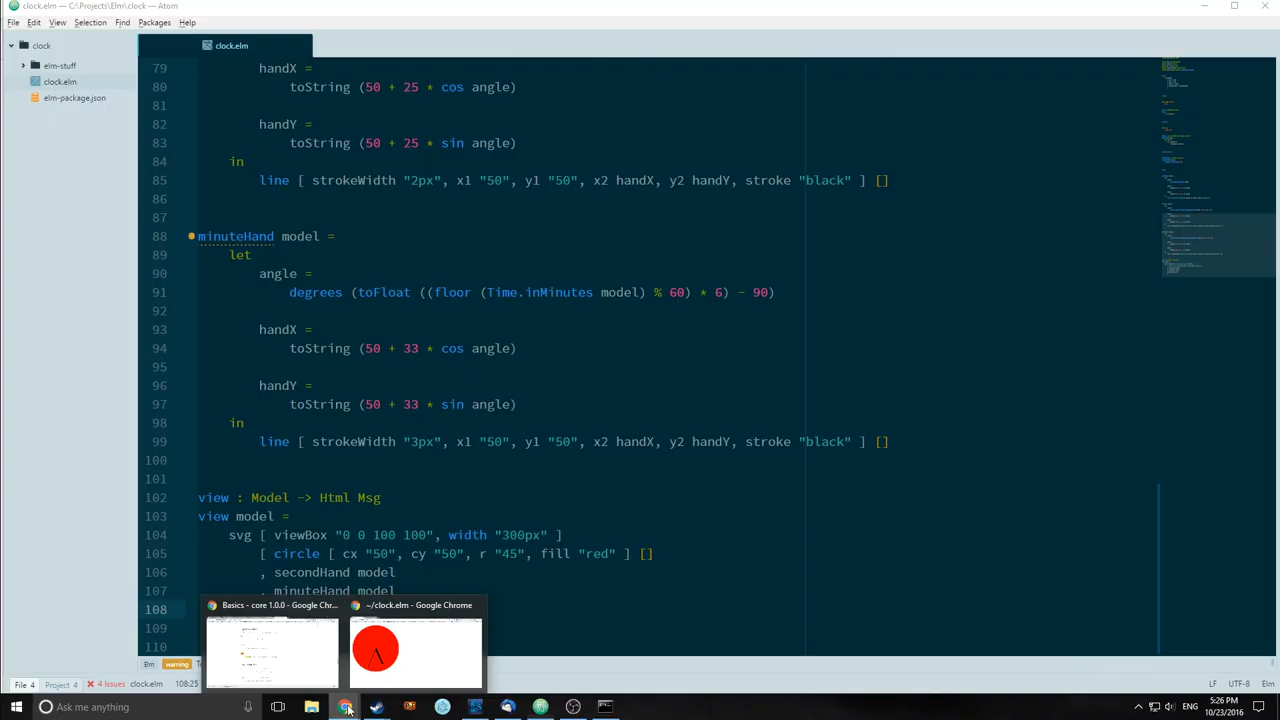 clock.elm — C:\Projects\Elm\clock — Atom
File Edit View Selection Find Packages Help
clock
elm-stuff
clock.elm
elm-package.json
clock.elm
79 handX =
80 toString (50 + 25 * cos angle)
81
82 handY =
83 toString (50 + 25 * sin angle)
84 in
85 line [ strokeWidth "2px", x1 "50", y1 "50", x2 handX, y2 handY, stroke "black" ] []
86
87
88 minuteHand model =
89 let
90 angle =
91 degrees (toFloat ((floor (Time.inMinutes model) % 60) * 6) - 90)
92
93 handX =
94 toString (50 + 33 * cos angle)
95
96 handY =
97 toString (50 + 33 * sin angle)
98 in
99 line [ strokeWidth "3px", x1 "50", y1 "50", x2 handX, y2 handY, stroke "black" ] []
100
101
102 view : Model -> Html Msg
103 view model =
104 svg [ viewBox "0 0 100 100", width "300px" ]
105 [ circle [ cx "50", cy "50", r "45", fill "red" ] []
106 , secondHand model
107 , minuteHand model
108
109
110
Basics - core 1.0.0 - Google Chr...
~/clock.elm - Google Chrome
Elm warning
File 4 Project 4 4 Issues clock.elm 108:25 LF UTF-8 Elm
Ask me anything
ENG
5:26 PM
10/23/2016